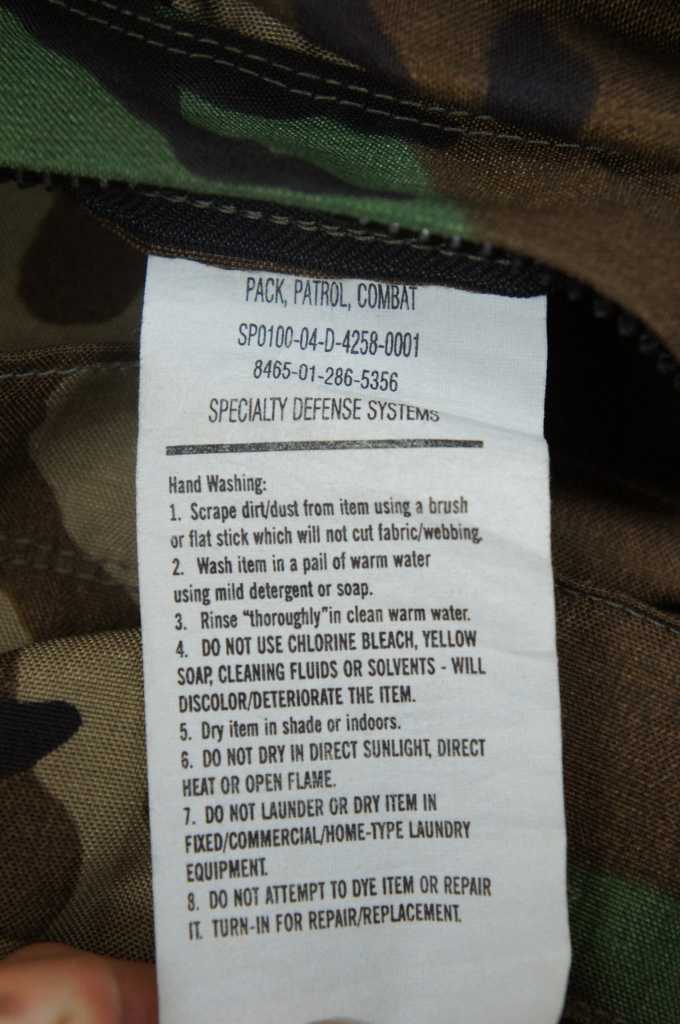 PACK, PATROL, COMBAT
SP0100-04-D-4258-0001
8465-01-286-5356
SPECIALTY DEFENSE SYSTEMS
Hand Washing:
1. Scrape dirt/dust from item using a brush
or flat stick which will not cut fabric/webbing.
2. Wash item in a pail of warm water
using mild detergent or soap.
3. Rinse "thoroughly"in clean warm water.
4. DO NOT USE CHLORINE BLEACH, YELLOW
SOAP, CLEANING FLUIDS OR SOLVENTS - WILL
DISCOLOR/DETERIORATE THE ITEM.
5. Dry item in shade or indoors.
6. DO NOT DRY IN DIRECT SUNLIGHT, DIRECT
HEAT OR OPEN FLAME.
7. DO NOT LAUNDER OR DRY ITEM IN
FIXED/COMMERCIAL/HOME-TYPE LAUNDRY
EQUIPMENT.
8. DO NOT ATTEMPT TO DYE ITEM OR REPAIR
IT. TURN-IN FOR REPAIR/REPLACEMENT.